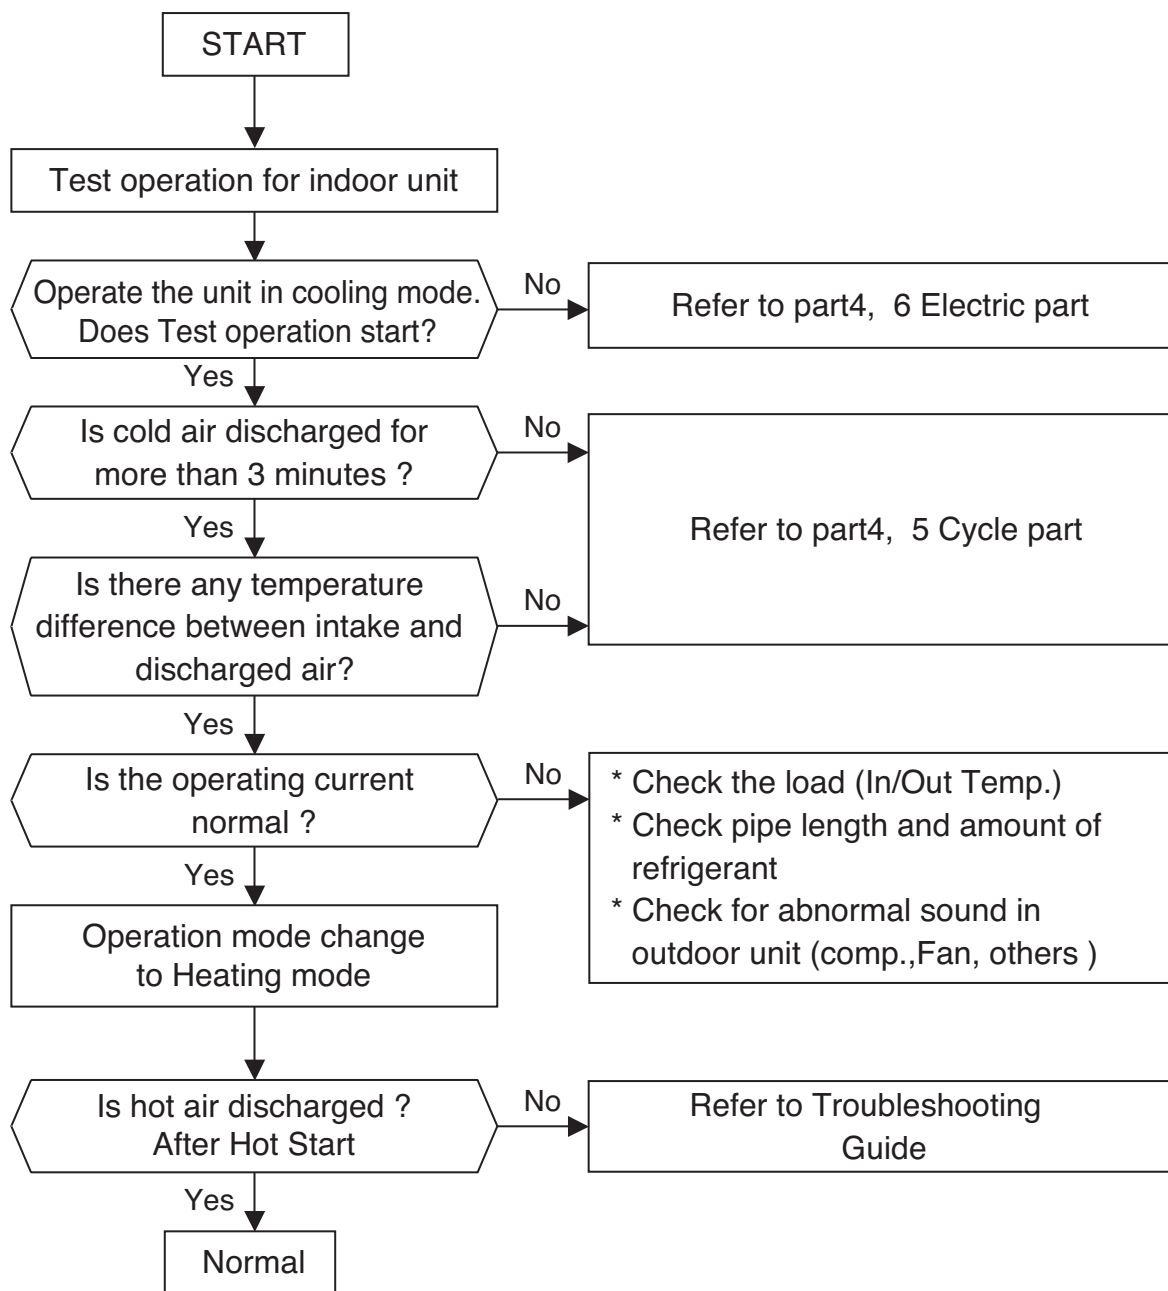 START
Test operation for indoor unit
Operate the unit in cooling mode.
Does Test operation start?
No
Refer to part4, 6 Electric part
Yes
Is cold air discharged for
more than 3 minutes ?
No
Refer to part4, 5 Cycle part
Yes
Is there any temperature
difference between intake and
discharged air?
No
Yes
Is the operating current
normal ?
No
* Check the load (In/Out Temp.)
* Check pipe length and amount of
refrigerant
* Check for abnormal sound in
outdoor unit (comp.,Fan, others )
Yes
Operation mode change
to Heating mode
Is hot air discharged ?
After Hot Start
No
Refer to Troubleshooting
Guide
Yes
Normal